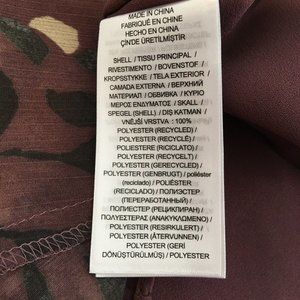 MADE IN CHINA
FABRIQUÉ EN CHINE
HECHO EN CHINA
ÇİN'DE ÜRETİLMİŞTİR
SHELL / TISSU PRINCIPAL /
RIVESTIMENTO / BOVENSTOF /
KROPSSTYKKE / TELA EXTERIOR /
CAMADA EXTERNA / ВЕРХНИЙ
МАТЕРИАЛ / ОБВИВКА / ΚΥΡΙΟ
ΜΕΡΟΣ ΕΝΔΥΜΑΤΟΣ / SKALL /
SPEGEL (SHELL) / DIŞ KATMAN /
VNĚJŠÍ VRSTVA : 100%
POLYESTER (RECYCLED) /
POLYESTER (RECYCLÉ) /
POLIESTERE (RICICLATO) /
POLYESTER (RECYCLET) /
POLYESTER (GERECYCLED) /
POLYESTER (GENBRUGT) / poliéster
(reciclado) / POLIÉSTER
(RECICLADO) / ПОЛИЭСТЕР
(ПЕРЕРАБОТАННЫЙ) /
ПОЛИЕСТЕР (РЕЦИКЛИРАН) /
ΠΟΛΥΕΣΤΕΡΑΣ (ΑΝΑΚΥΚΛΩΜΕΝΟ) /
POLYESTER (RESIRKULERT) /
POLYESTER (ÅTERVUNNEN) /
POLYESTER (GERİ
DÖNÜŞTÜRÜLMÜŞ) / POLYESTER